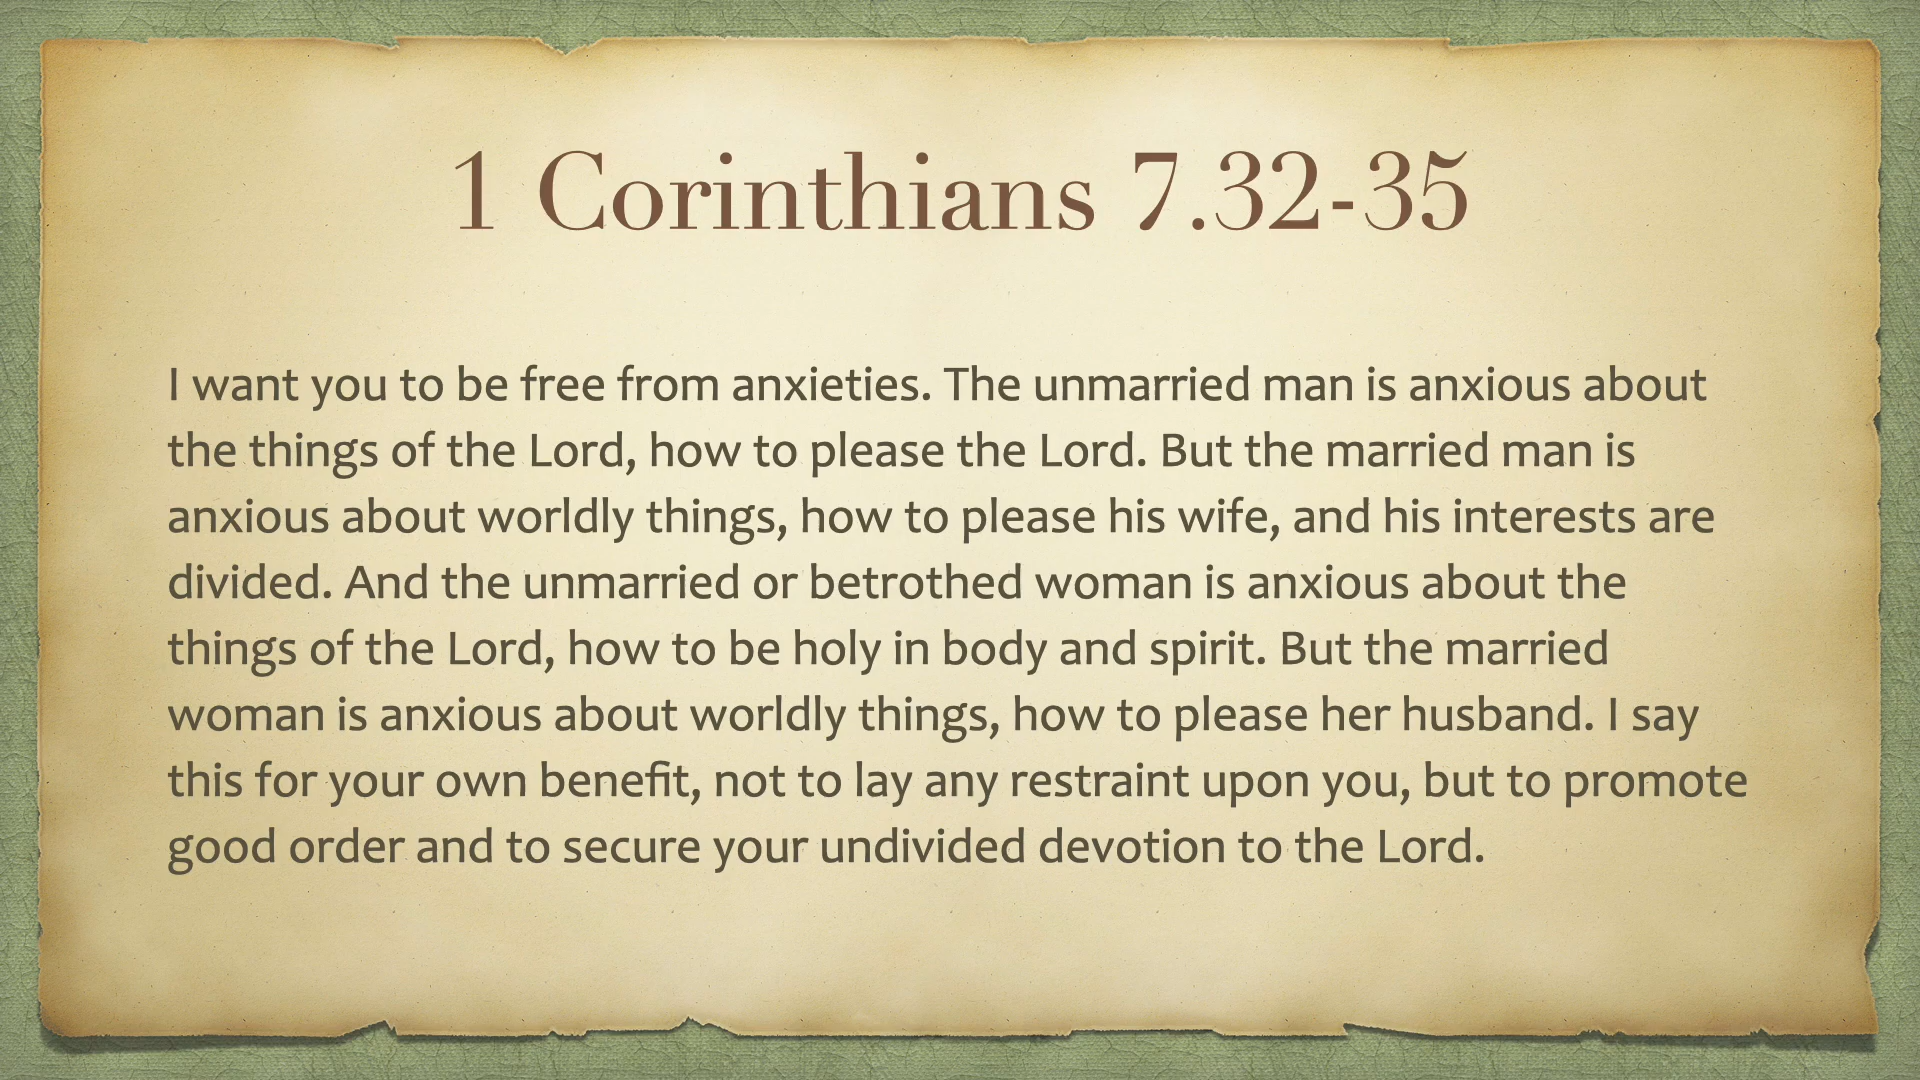 1 Corinthians 7.32-35
I want you to be free from anxieties. The unmarried man is anxious about
the things of the Lord, how to please the Lord. But the married man is
anxious about worldly things, how to please his wife, and his interests are
divided. And the unmarried or betrothed woman is anxious about the
things of the Lord, how to be holy in body and spirit. But the married
woman is anxious about worldly things, how to please her husband. I say
this for your own benefit, not to lay any restraint upon you, but to promote
good order and to secure your undivided devotion to the Lord.